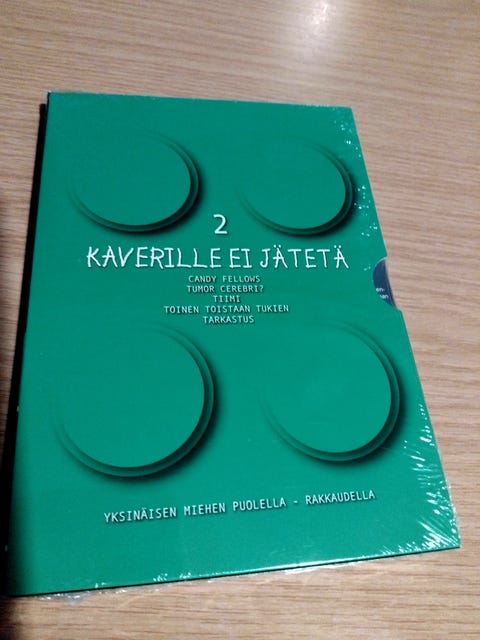 2
KAVERILLE EI JÄTETÄ
CANDY FELLOWS
TUMOR CEREBRI?
TIIMI
TOINEN TOISTAAN TUKIEN
TARKASTUS
YKSINÄISEN MIEHEN PUOLELLA - RAKKAUDELLA